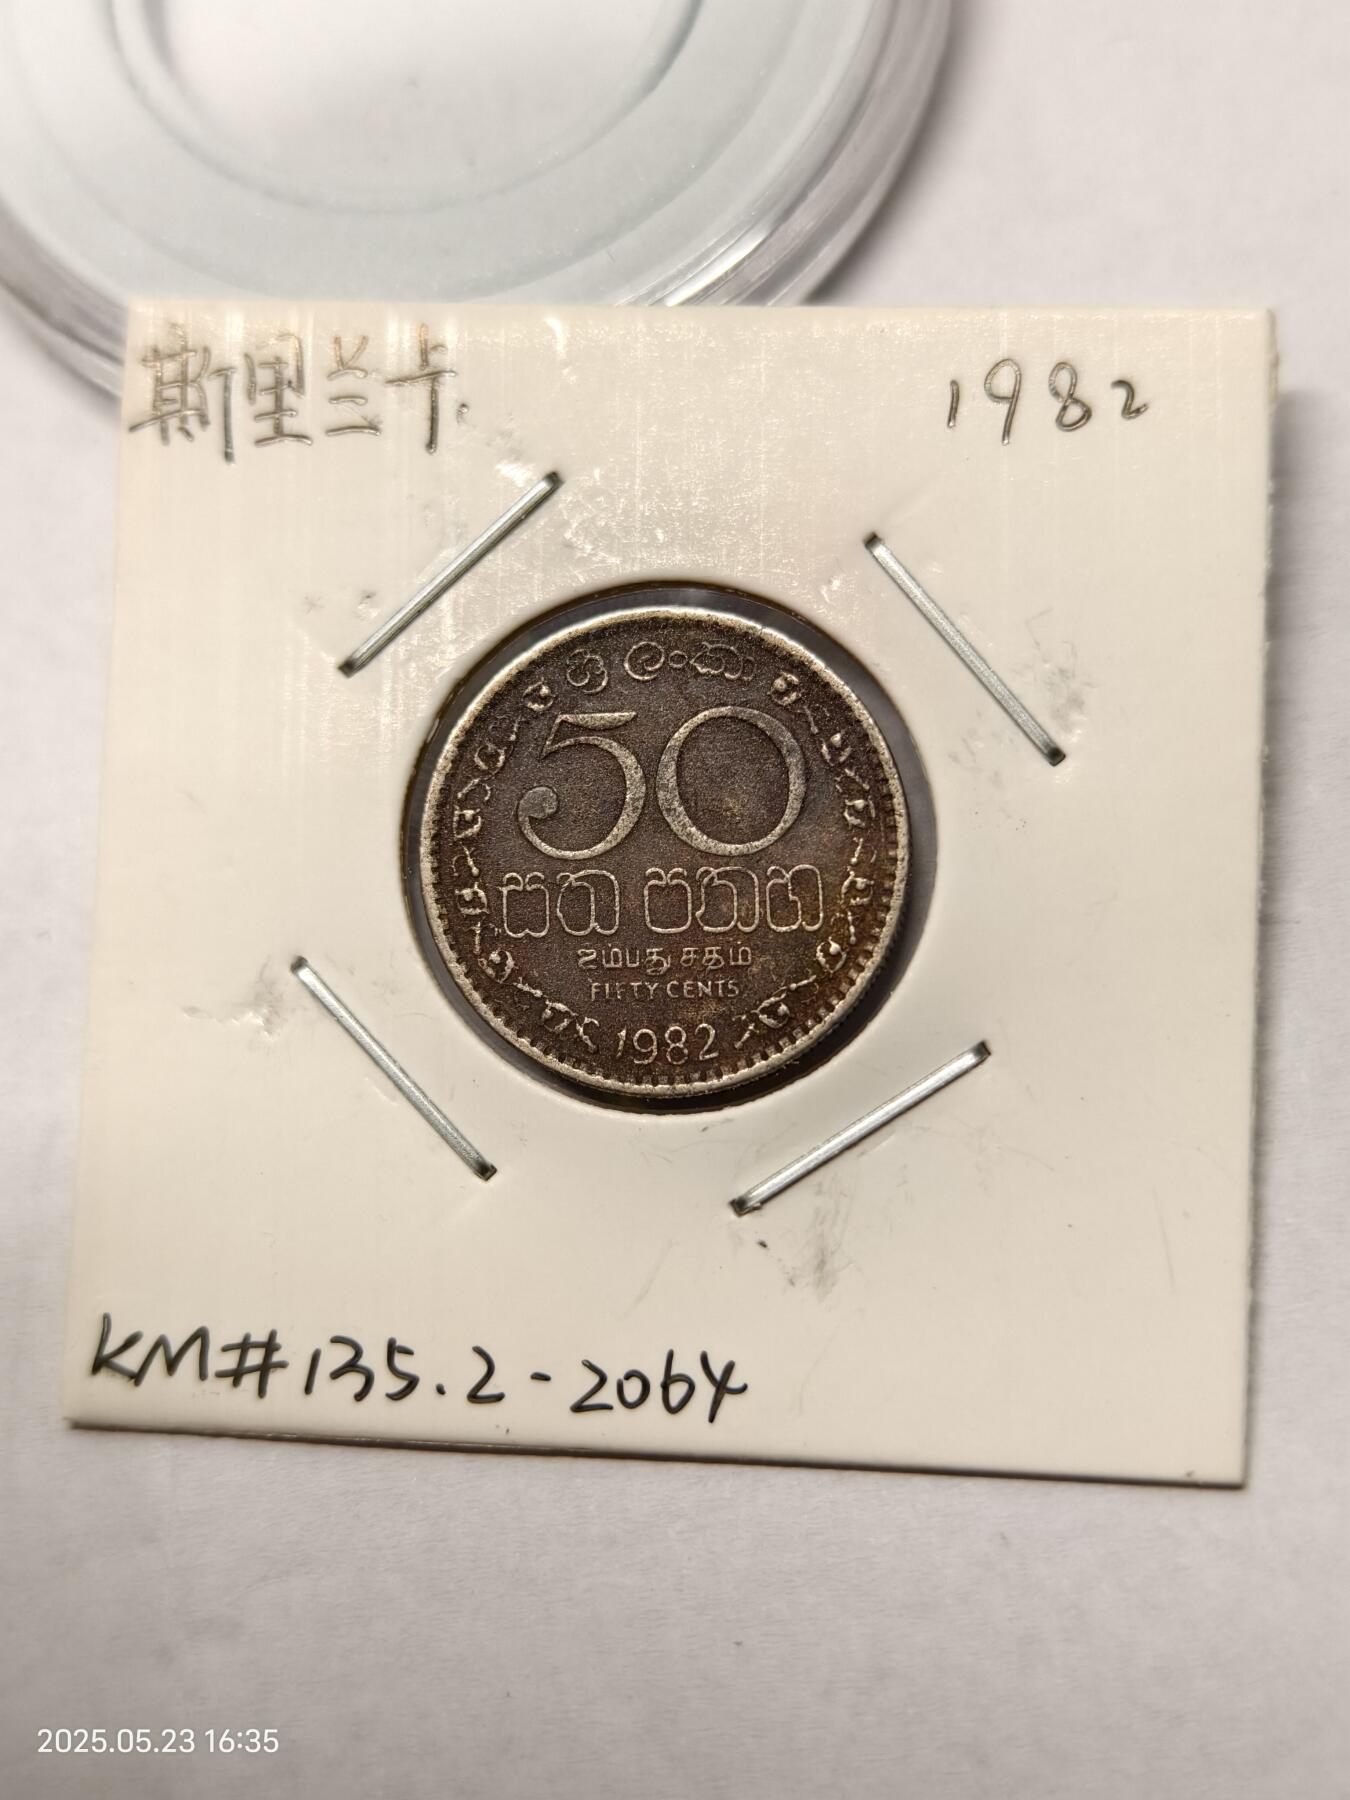 斯里兰卡.
1982
ශ්‍රී ලංකා
50
සත පනහ
ஐம்பது சதம்
FIFTY CENTS
1982
KM#135.2-2064
2025.05.23 16:35